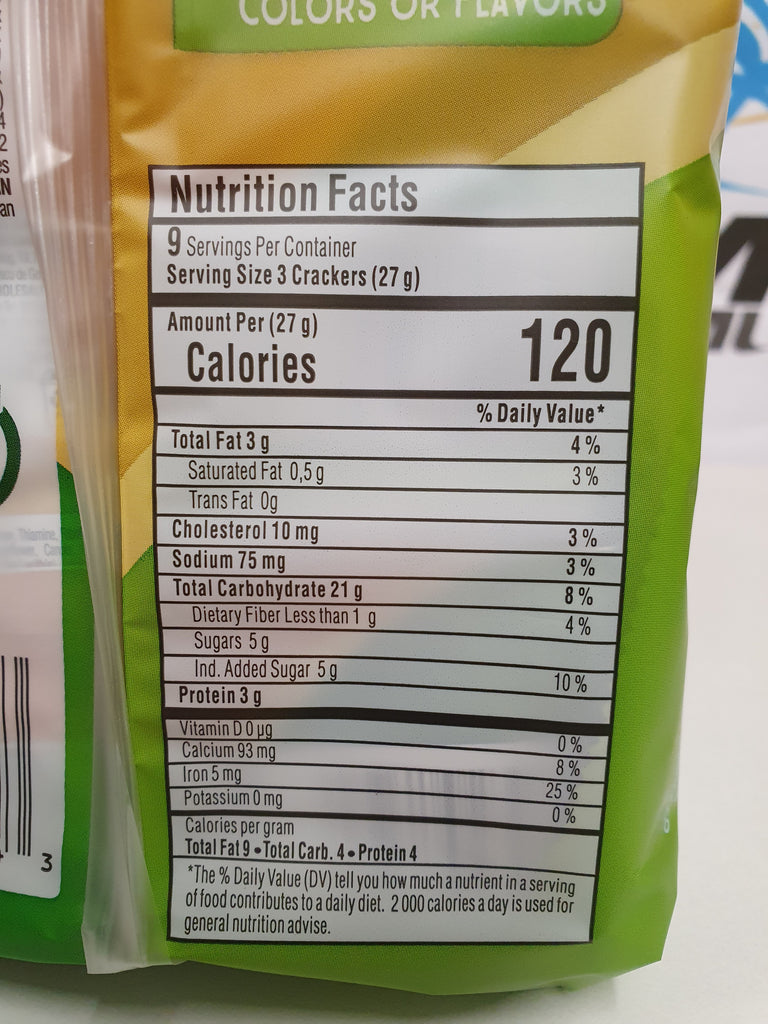 COLORS OR FLAVORS
Nutrition Facts
9 Servings Per Container
Serving Size 3 Crackers (27 g)
Amount Per (27 g)
Calories 120
% Daily Value*
Total Fat 3 g 4 %
Saturated Fat 0,5 g 3 %
Trans Fat 0g
Cholesterol 10 mg 3 %
Sodium 75 mg 3 %
Total Carbohydrate 21 g 8 %
Dietary Fiber Less than 1 g 4 %
Sugars 5 g
Ind. Added Sugar 5 g 10 %
Protein 3 g
Vitamin D 0 µg 0 %
Calcium 93 mg 8 %
Iron 5 mg 25 %
Potassium 0 mg 0 %
Calories per gram
Total Fat 9 • Total Carb. 4 • Protein 4
*The % Daily Value (DV) tell you how much a nutrient in a serving
of food contributes to a daily diet. 2 000 calories a day is used for
general nutrition advise.
Thiamine,
3